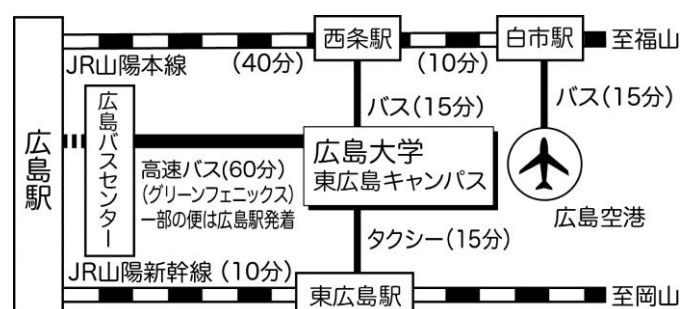 西条駅
白市駅
至福山
JR山陽本線
(40分)
(10分)
広島駅
広島バスセンター
バス(15分)
バス(15分)
高速バス(60分)
(グリーンフェニックス)
一部の便は広島駅発着
広島大学
東広島キャンパス
広島空港
タクシー(15分)
JR山陽新幹線(10分)
東広島駅
至岡山